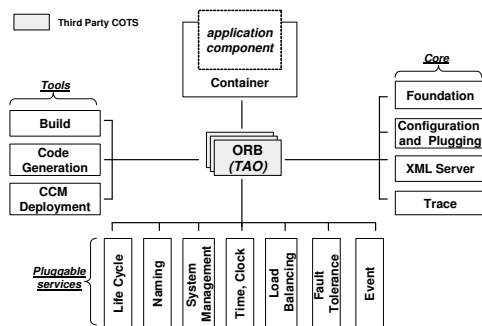 Third Party COTS
application
component
Container
Tools
Build
Code
Generation
CCM
Deployment
ORB
(TAO)
Core
Foundation
Configuration
and Plugging
XML Server
Trace
Pluggable
services
Life Cycle
Naming
System
Management
Time, Clock
Load
Balancing
Fault
Tolerance
Event